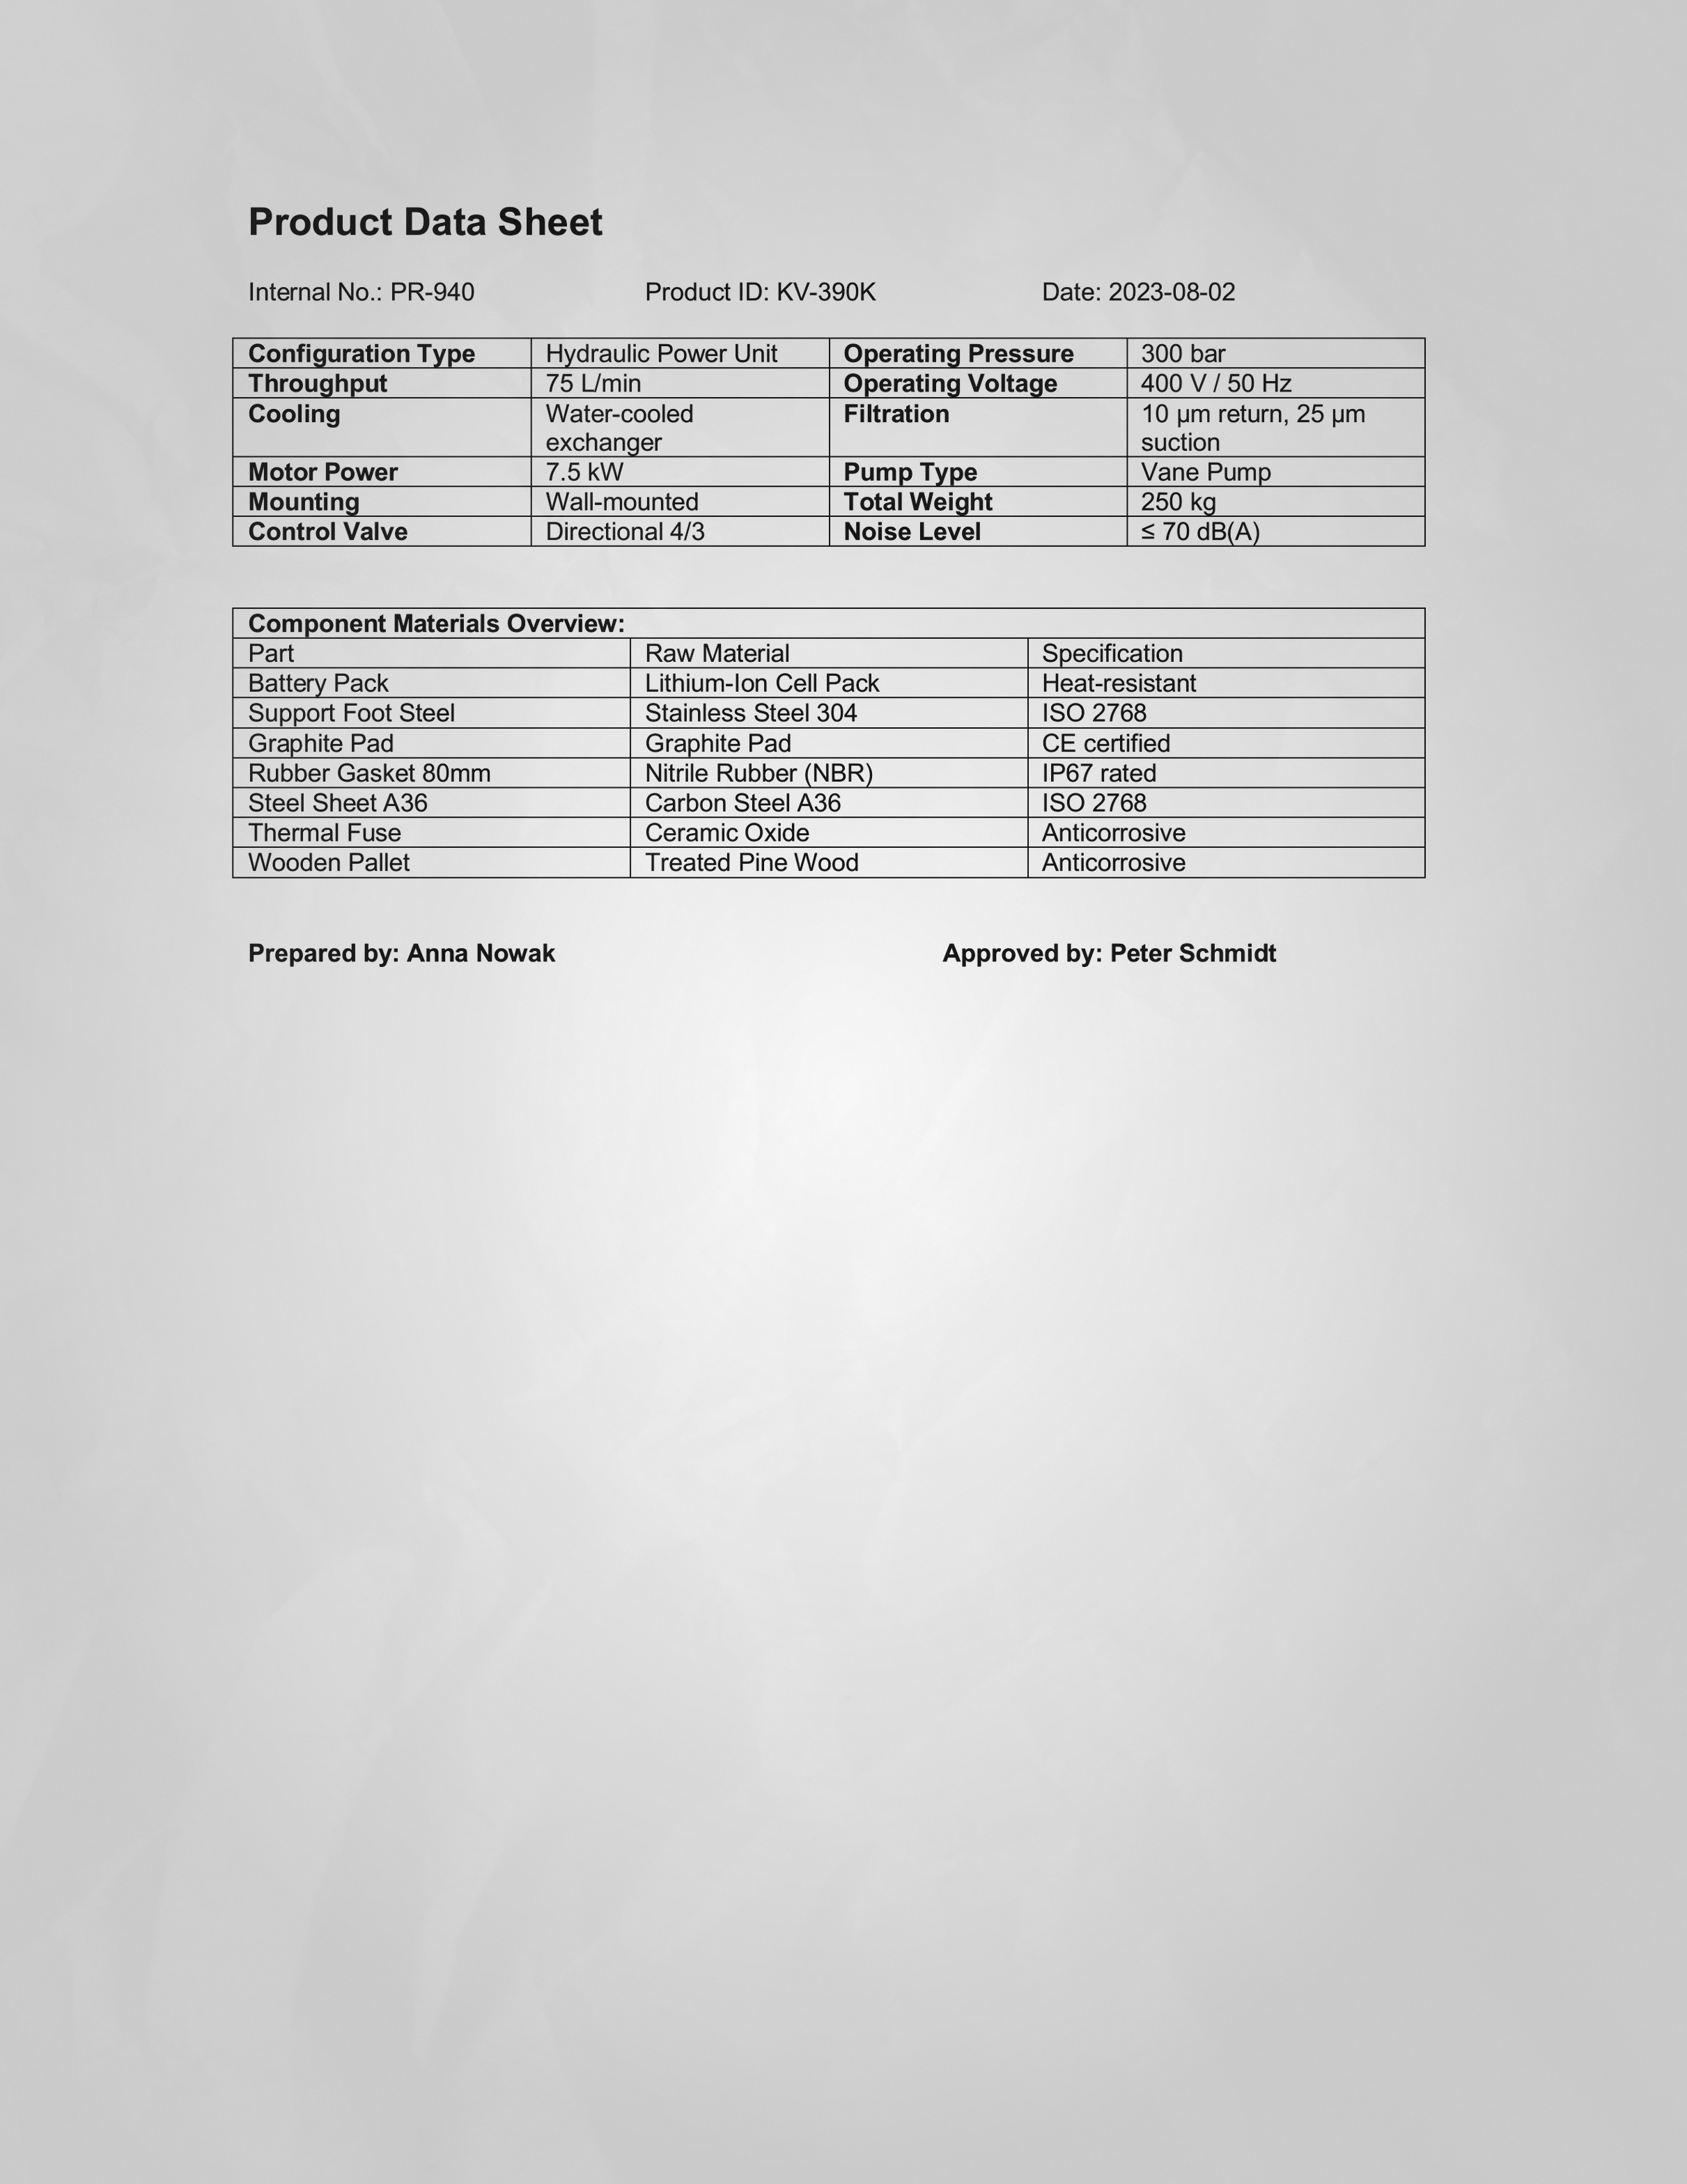 Product Data Sheet
Internal No.: PR-940 Product ID: KV-390K Date: 2023-08-02
Configuration Type Hydraulic Power Unit Operating Pressure 300 bar
Throughput 75 L/min Operating Voltage 400 V / 50 Hz
Cooling Water-cooled exchanger Filtration 10 µm return, 25 µm suction
Motor Power 7.5 kW Pump Type Vane Pump
Mounting Wall-mounted Total Weight 250 kg
Control Valve Directional 4/3 Noise Level ≤ 70 dB(A)
Component Materials Overview:
Part Raw Material Specification
Battery Pack Lithium-Ion Cell Pack Heat-resistant
Support Foot Steel Stainless Steel 304 ISO 2768
Graphite Pad Graphite Pad CE certified
Rubber Gasket 80mm Nitrile Rubber (NBR) IP67 rated
Steel Sheet A36 Carbon Steel A36 ISO 2768
Thermal Fuse Ceramic Oxide Anticorrosive
Wooden Pallet Treated Pine Wood Anticorrosive
Prepared by: Anna Nowak Approved by: Peter Schmidt